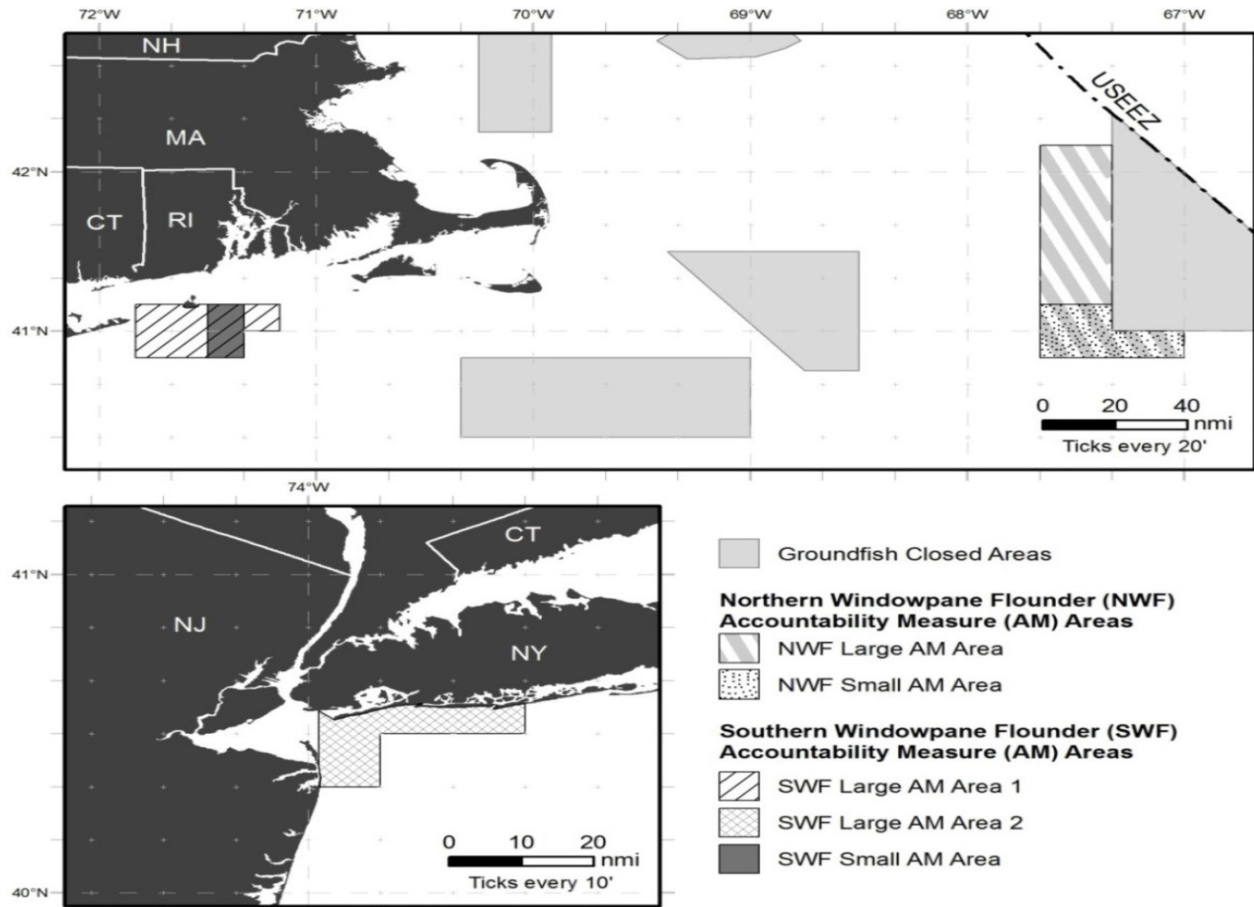 72°W 71°W 70°W 69°W 68°W 67°W
NH
USEEZ
MA
42°N
CT RI
41°N
0 20 40
nmi
Ticks every 20'
74°W
CT
41°N
NJ
NY
0 10 20
nmi
Ticks every 10'
40°N
Groundfish Closed Areas
Northern Windowpane Flounder (NWF)
Accountability Measure (AM) Areas
NWF Large AM Area
NWF Small AM Area
Southern Windowpane Flounder (SWF)
Accountability Measure (AM) Areas
SWF Large AM Area 1
SWF Large AM Area 2
SWF Small AM Area